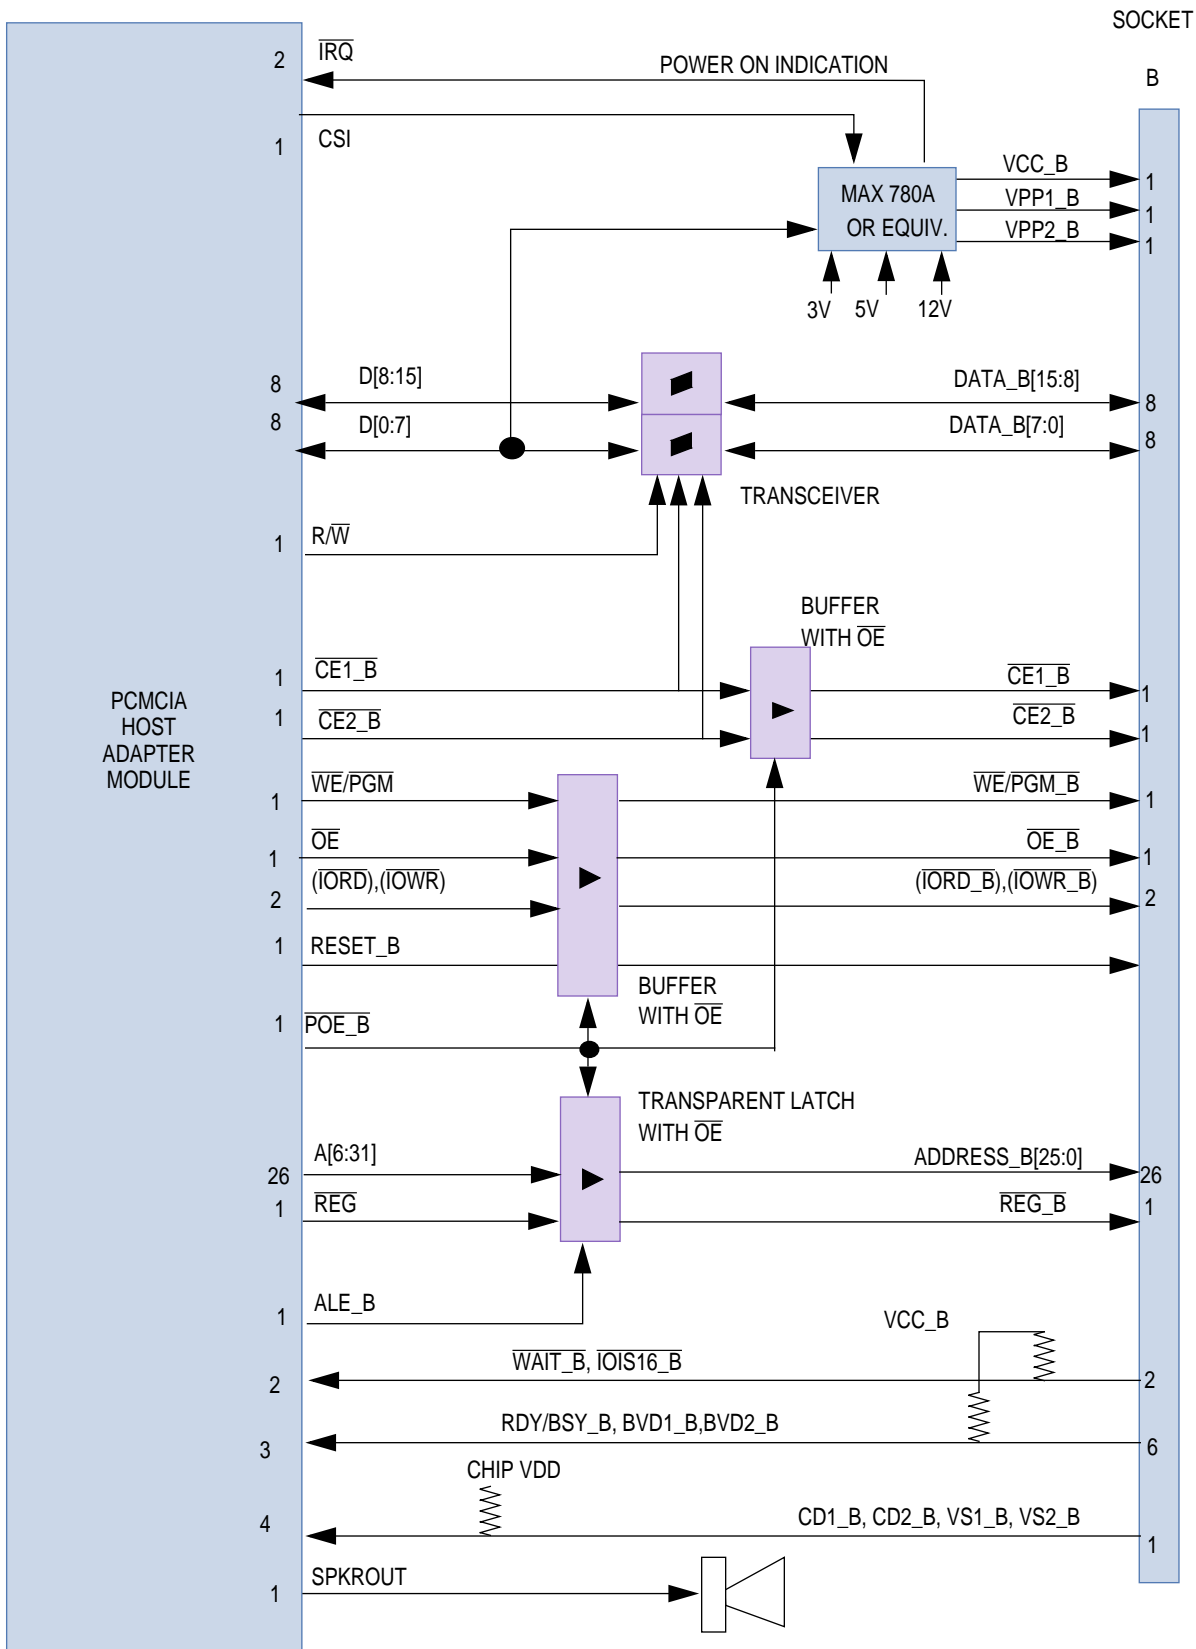 SOCKET
B
2 IRQ
POWER ON INDICATION
1 CSI
MAX 780A
OR EQUIV.
VCC_B
1
VPP1_B
1
VPP2_B
1
3V 5V 12V
8 D[8:15]
DATA_B[15:8]
8
8 D[0:7]
DATA_B[7:0]
8
TRANSCEIVER
1 R/W
BUFFER
WITH OE
1 CE1_B
CE1_B
1
1 CE2_B
CE2_B
1
PCMCIA
HOST
ADAPTER
MODULE
1 WE/PGM
WE/PGM_B
1
1 OE
OE_B
1
2 (IORD),(IOWR)
(IORD_B),(IOWR_B)
2
1 RESET_B
BUFFER
WITH OE
1 POE_B
TRANSPARENT LATCH
WITH OE
26 A[6:31]
ADDRESS_B[25:0]
26
1 REG
REG_B
1
1 ALE_B
VCC_B
2 WAIT_B, IOIS16_B
2
3 RDY/BSY_B, BVD1_B,BVD2_B
6
CHIP VDD
4 CD1_B, CD2_B, VS1_B, VS2_B
1
1 SPKROUT